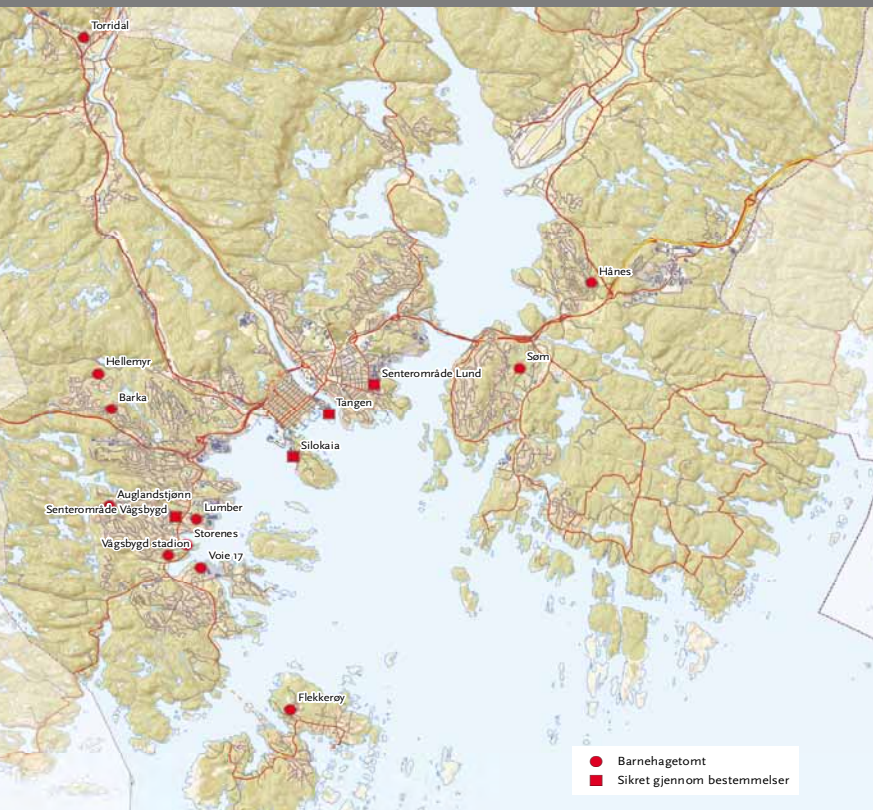 Torridal
Hånes
Søm
Hellemyr
Senterområde Lund
Barka
Tangen
Silokaia
Auglandstjønn
Senterområde Vågsbygd
Lumber
Storenes
Vågsbygd stadion
Voie 17
Flekkerøy
Barnehagetomt
Sikret gjennom bestemmelser